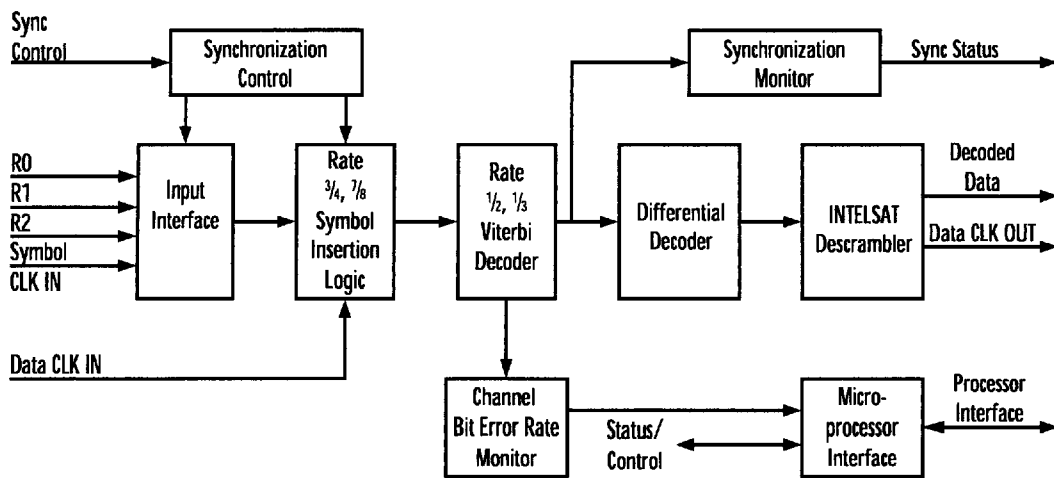 Sync
Control
Synchronization
Control
Synchronization
Monitor
Sync Status
R0
R1
R2
Symbol
CLK IN
Input
Interface
Rate
3/4, 7/8
Symbol
Insertion
Logic
Rate
1/2, 1/3
Viterbi
Decoder
Differential
Decoder
INTELSAT
Descrambler
Decoded
Data
Data CLK OUT
Data CLK IN
Channel
Bit Error Rate
Monitor
Status/
Control
Micro-
processor
Interface
Processor
Interface